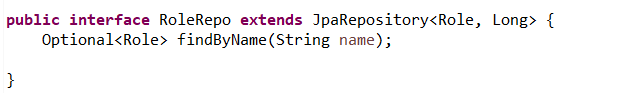 public interface RoleRepo extends JpaRepository<Role, Long> {
    Optional<Role> findByName(String name);
}